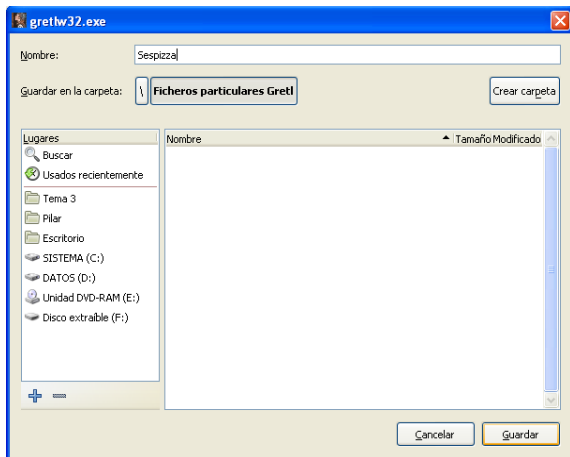 gretlw32.exe
Nombre: Sespizza
Guardar en la carpeta: \ Ficheros particulares Gretl Crear carpeta
Lugares
Buscar
Usados recientemente
Tema 3
Pilar
Escritorio
SISTEMA (C:)
DATOS (D:)
Unidad DVD-RAM (E:)
Disco extraíble (F:)
Nombre Tamaño Modificado
Cancelar Guardar